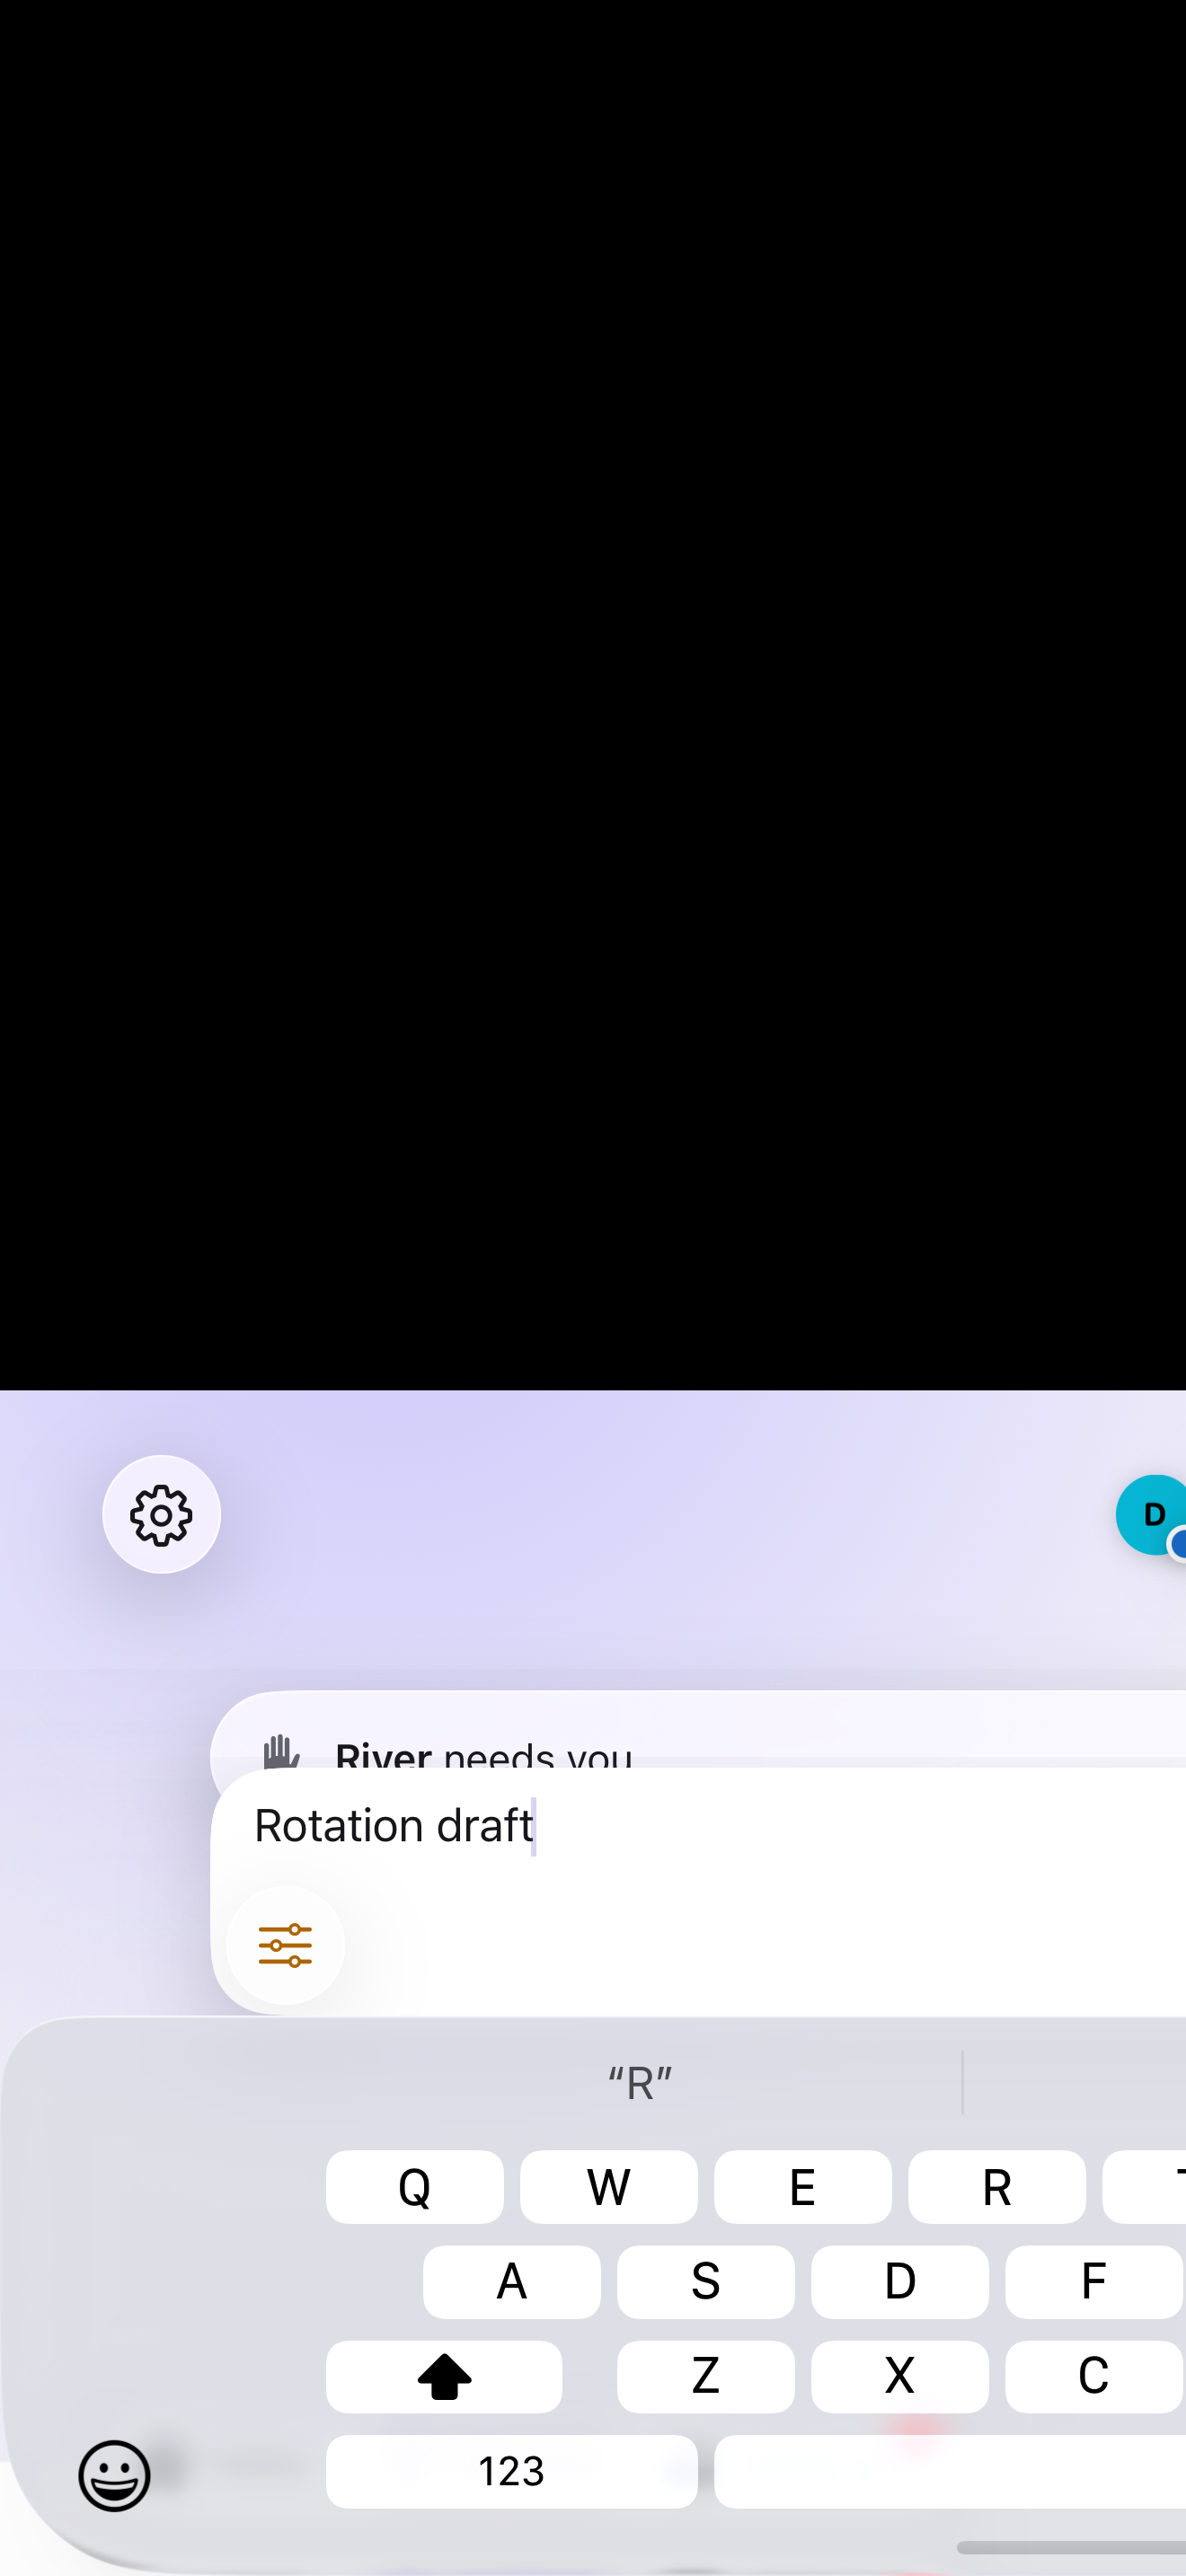 D
River needs you
Rotation draft
“R”
Q W E R
A S D F
Z X C
123